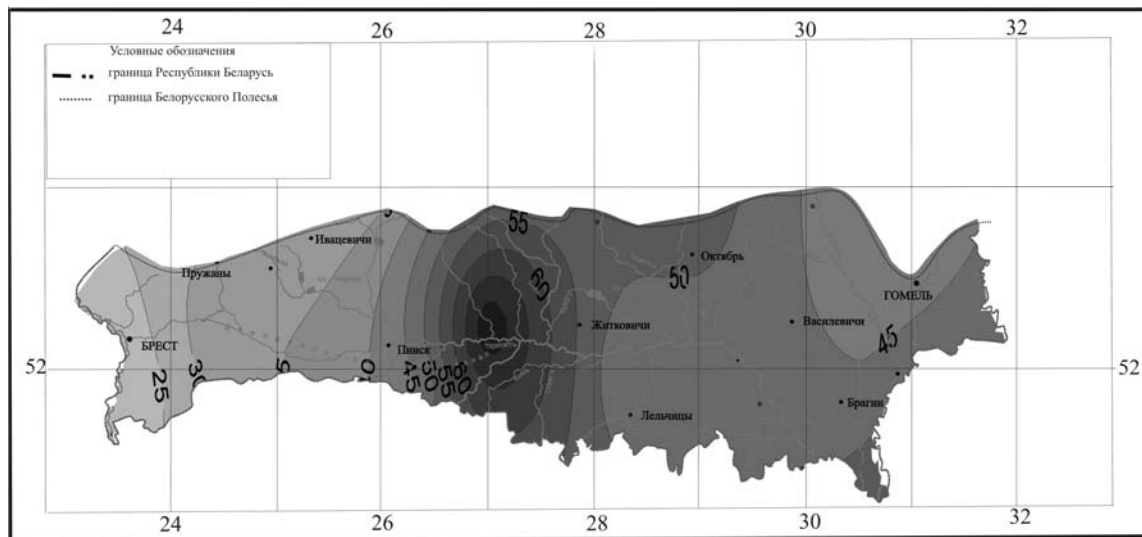 24 26 28 30 32
Условные обозначения
граница Республики Беларусь
граница Белорусского Полесья
55
Ивацевичи
Пружаны
Октябрь
50
60
ГОМЕЛЬ
Житковичи
Василевичи
БРЕСТ
Пинск
45
52 52
25
45
50
55
60
Брагин
Лельчицы
24 26 28 30 32